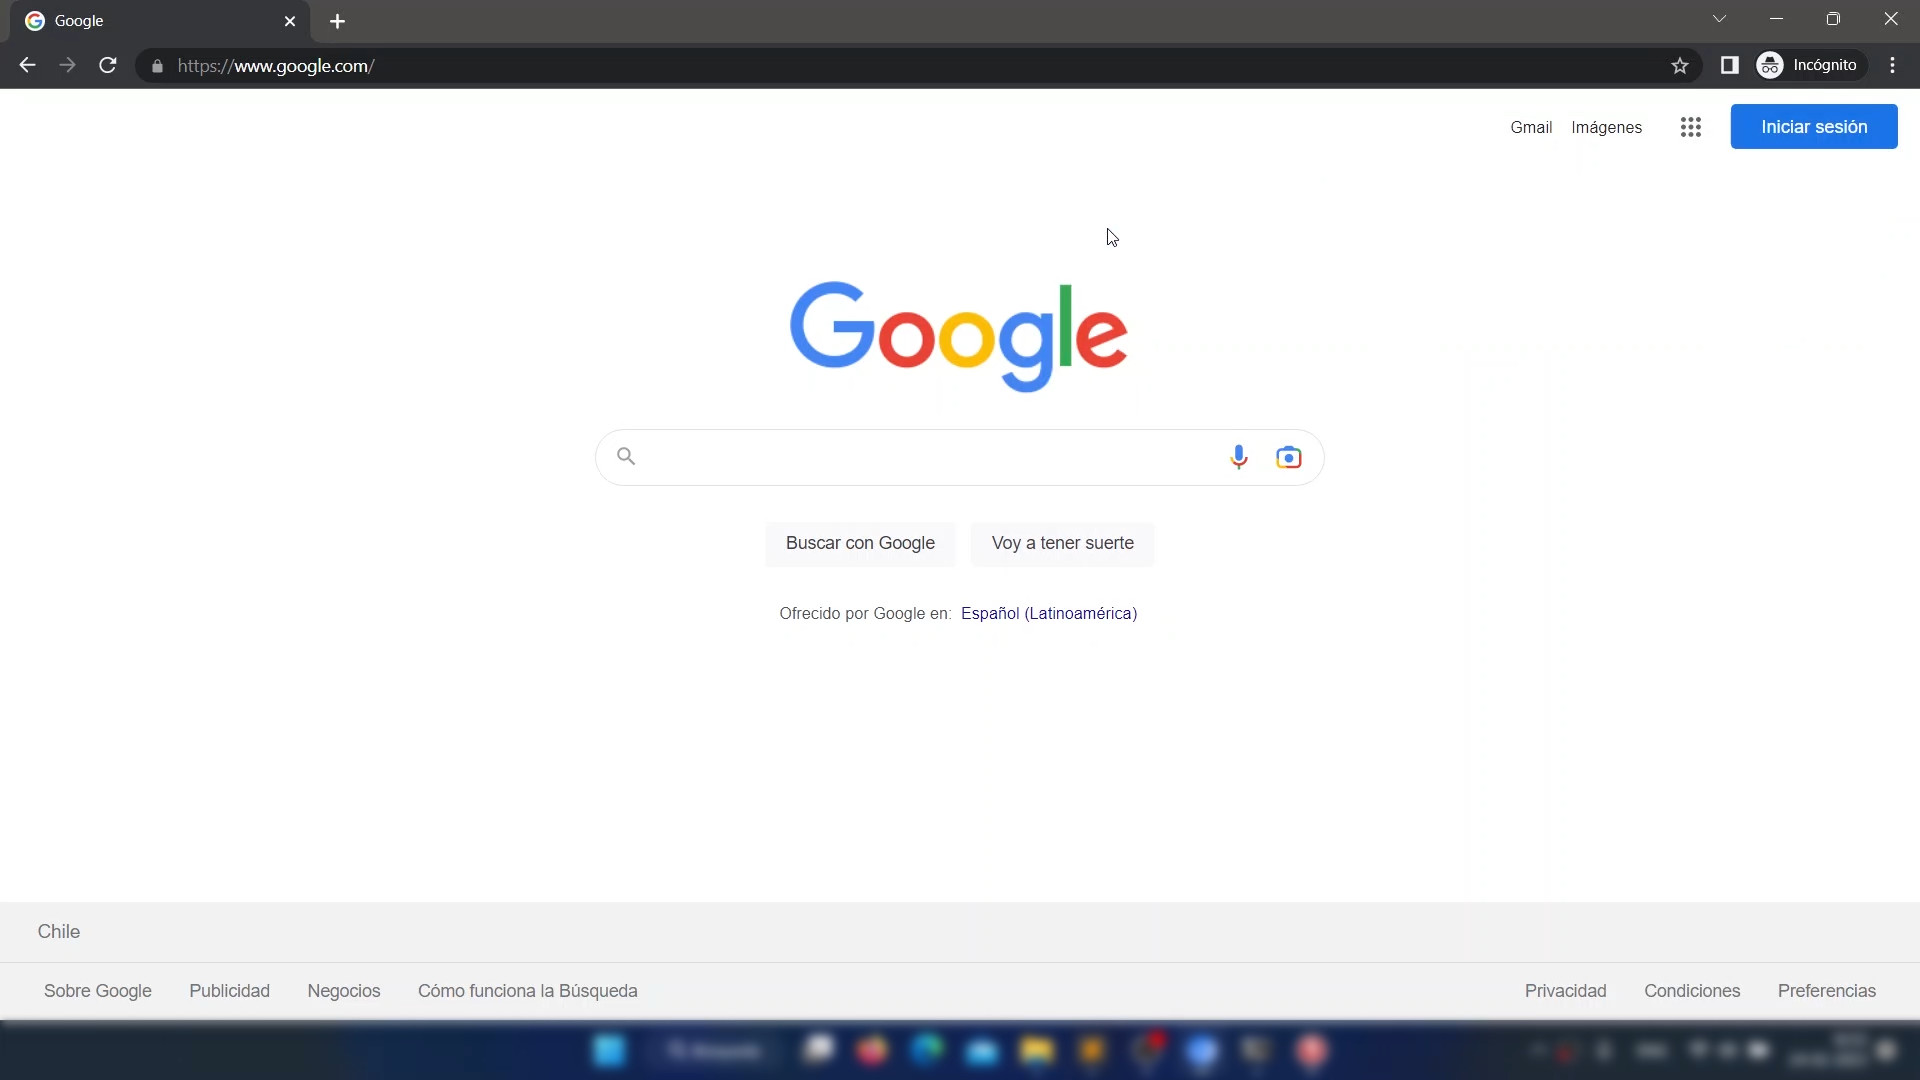 Google
https://www.google.com/
Incógnito
Gmail Imágenes Iniciar sesión
Google
Buscar con Google Voy a tener suerte
Ofrecido por Google en: Español (Latinoamérica)
Chile
Sobre Google Publicidad Negocios Cómo funciona la Búsqueda Privacidad Condiciones Preferencias